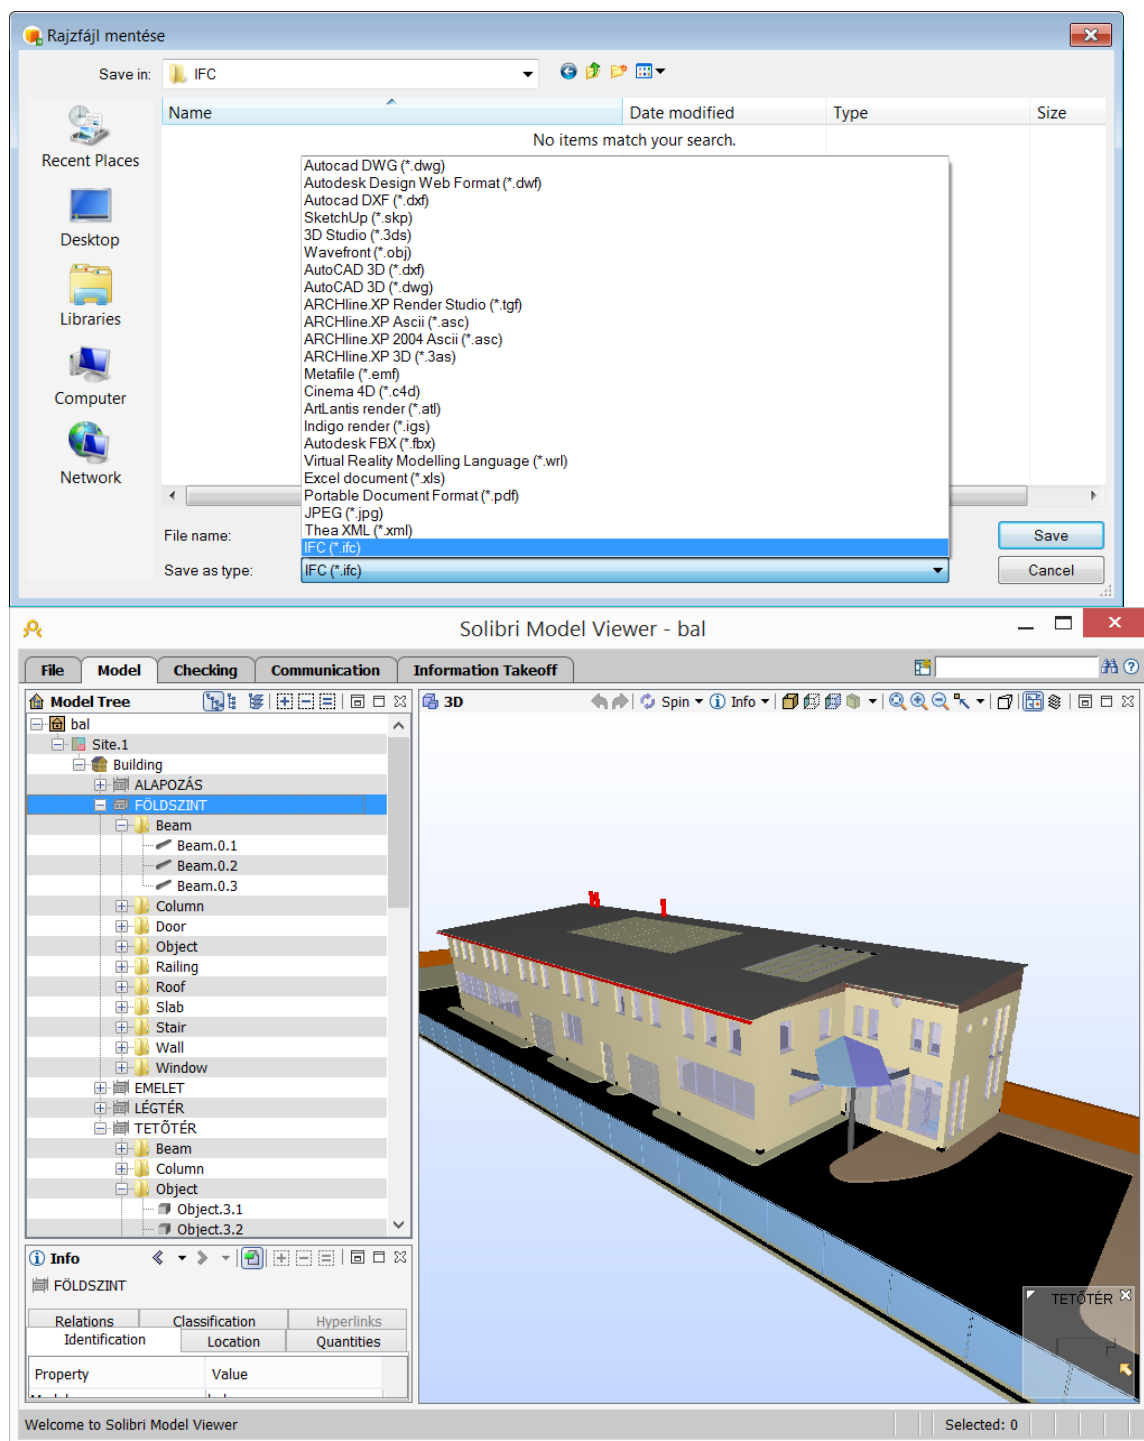 Rajzfájl mentése
Save in: IFC
Name Date modified Type Size
No items match your search.
Recent Places
Desktop
Libraries
Computer
Network
Autocad DWG (*.dwg)
Autodesk Design Web Format (*.dwf)
Autocad DXF (*.dxf)
SketchUp (*.skp)
3D Studio (*.3ds)
Wavefront (*.obj)
AutoCAD 3D (*.dxf)
AutoCAD 3D (*.dwg)
ARCHline.XP Render Studio (*.tgf)
ARCHline.XP Ascii (*.asc)
ARCHline.XP 2004 Ascii (*.asc)
ARCHline.XP 3D (*.3as)
Metafile (*.emf)
Cinema 4D (*.c4d)
ArtLantis render (*.atl)
Indigo render (*.igs)
Autodesk FBX (*.fbx)
Virtual Reality Modelling Language (*.wrl)
Excel document (*.xls)
Portable Document Format (*.pdf)
JPEG (*.jpg)
Thea XML (*.xml)
IFC (*.ifc)
File name: Save
Save as type: IFC (*.ifc) Cancel
Solibri Model Viewer - bal
File Model Checking Communication Information Takeoff
Model Tree
bal
Site.1
Building
ALAPOZÁS
FÖLDSZINT
Beam
Beam.0.1
Beam.0.2
Beam.0.3
Column
Door
Object
Railing
Roof
Slab
Stair
Wall
Window
EMELET
LÉGTÉR
TETÕTÉR
Beam
Column
Object
Object.3.1
Object.3.2
3D Spin Info
TETÕTÉR
Info
FÖLDSZINT
Relations Classification Hyperlinks
Identification Location Quantities
Property Value
Welcome to Solibri Model Viewer Selected: 0